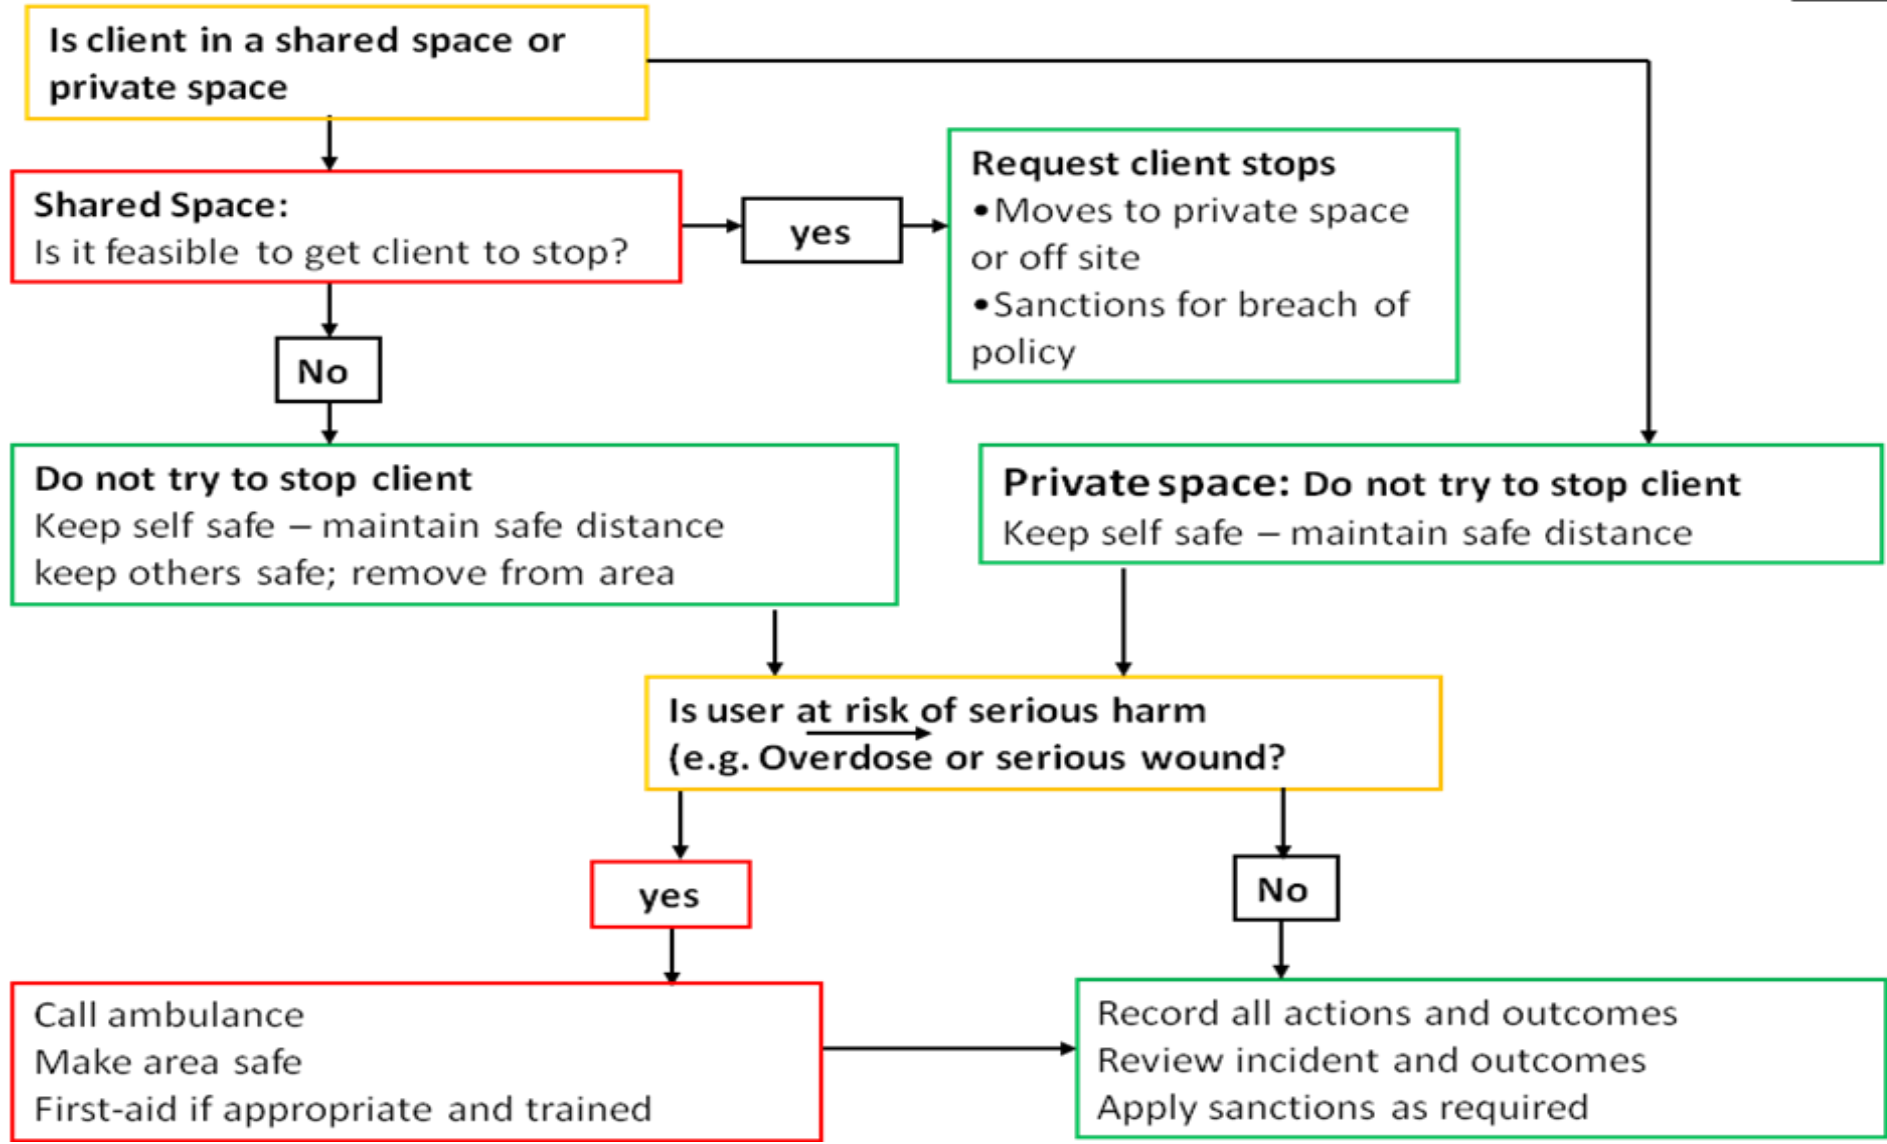 Is client in a shared space or
private space
Shared Space:
Is it feasible to get client to stop?
yes
Request client stops
•Moves to private space
or off site
•Sanctions for breach of
policy
No
Do not try to stop client
Keep self safe – maintain safe distance
keep others safe; remove from area
Private space: Do not try to stop client
Keep self safe – maintain safe distance
Is user at risk of serious harm
(e.g. Overdose or serious wound?
yes
No
Call ambulance
Make area safe
First-aid if appropriate and trained
Record all actions and outcomes
Review incident and outcomes
Apply sanctions as required